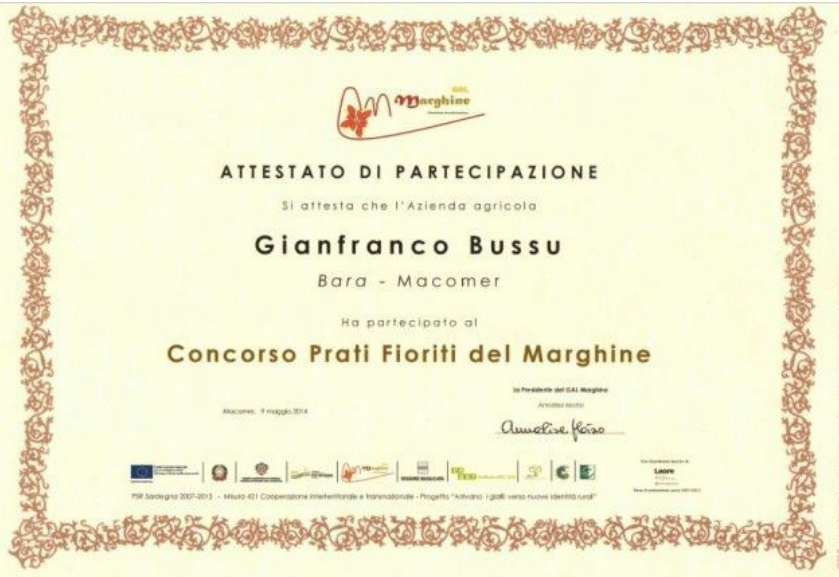 GAL
Marghine
ATTESTATO DI PARTECIPAZIONE
Si attesta che l'Azienda agricola
Gianfranco Bussu
Bara - Macomer
Ha partecipato al
Concorso Prati Fioriti del Marghine
La Presidente del GAL Marghine
Macomer, 9 maggio 2014
Laore
PSR Sardegna 2007-2013 - Misura 421 Cooperazione interterritoriale e transnazionale - Progetto "Arrivano i gialli: verso nuove identità rurali"